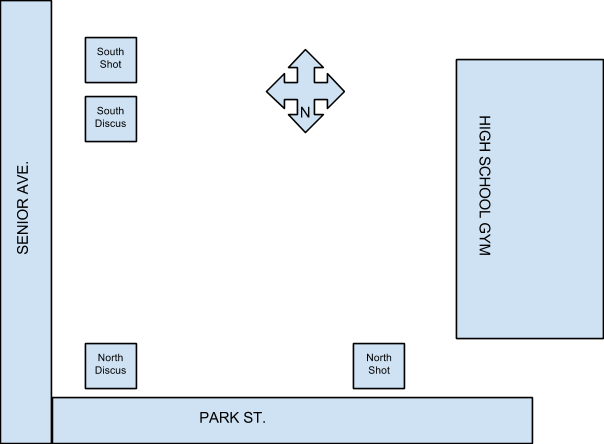 South
Shot
South
Discus
N
HIGH SCHOOL GYM
SENIOR AVE.
North
Discus
North
Shot
PARK ST.